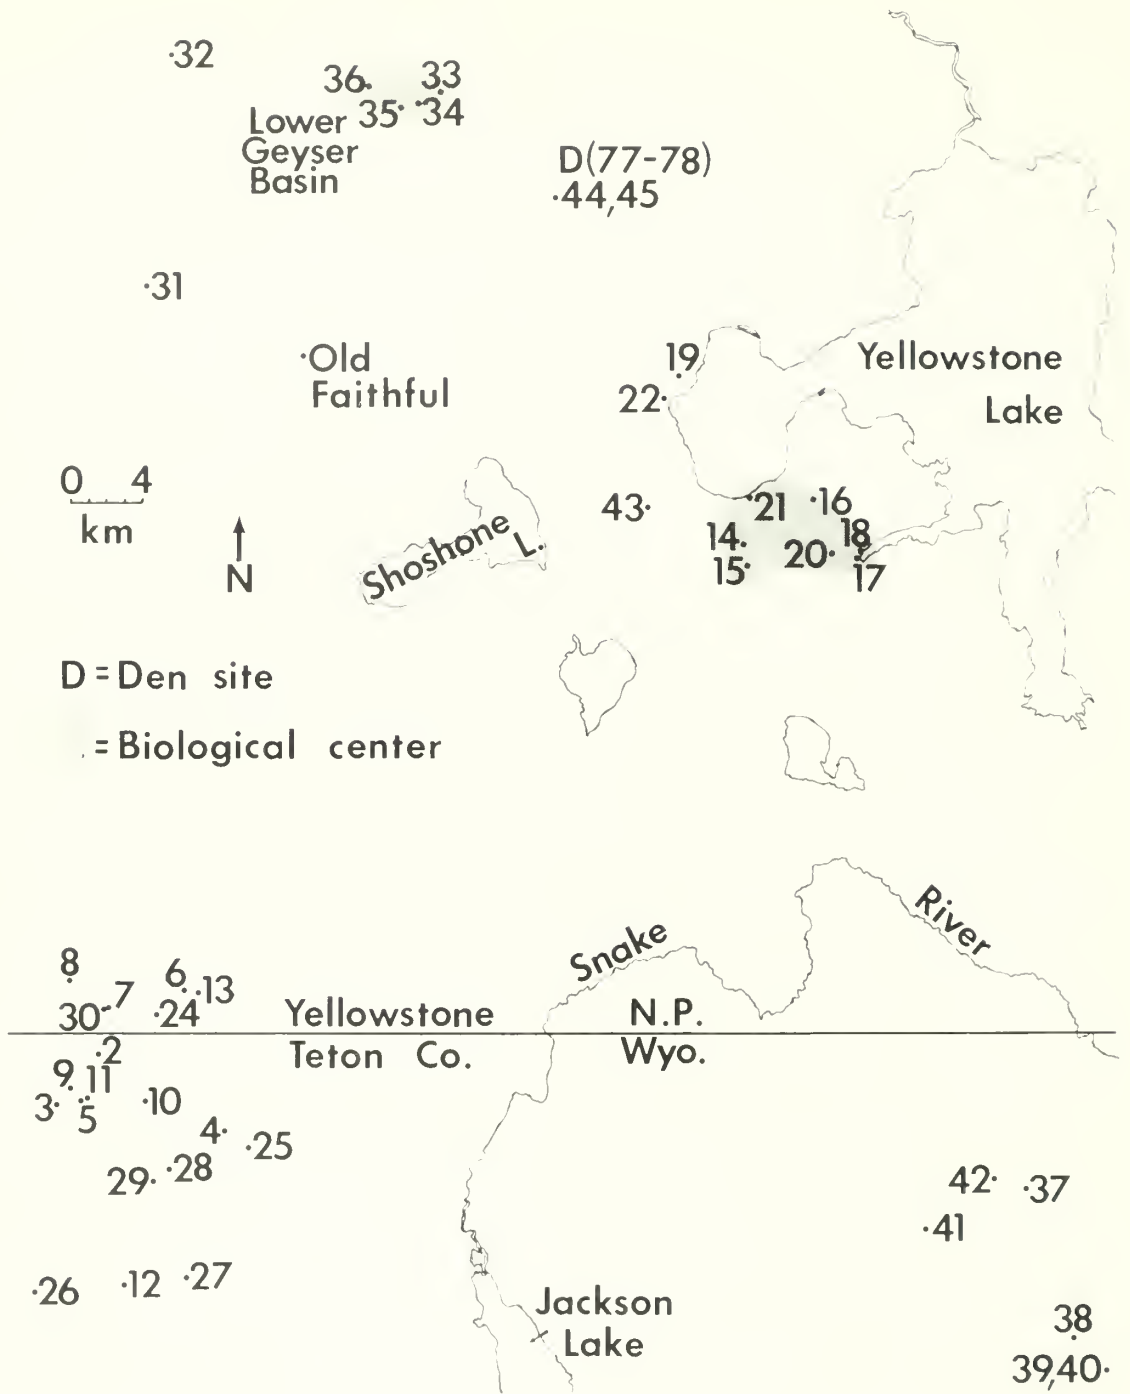 ·32
36· 33
Lower 35· ·34
Geyser
Basin
D(77-78)
·44,45
·31
·Old
Faithful
19
22·
Yellowstone
Lake
0 4
km
N
Shoshone
L.
43·
·21 ·16
14· 18
15· 20· 17
D = Den site
. = Biological center
Snake
River
8
6 ·13
30· 7 ·24
Yellowstone N.P.
Teton Co. Wyo.
·2
9 11
3· 5 ·10
4· ·25
29· ·28
42· ·37
·41
·26 ·12 ·27
Jackson
Lake
38
39,40·